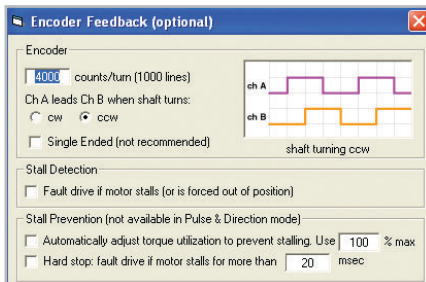 Encoder Feedback (optional)
Encoder
4000 counts/turn (1000 lines)
Ch A leads Ch B when shaft turns:
cw ccw
Single Ended (not recommended)
ch A
ch B
shaft turning ccw
Stall Detection
Fault drive if motor stalls (or is forced out of position)
Stall Prevention (not available in Pulse & Direction mode)
Automatically adjust torque utilization to prevent stalling. Use 100 % max
Hard stop: fault drive if motor stalls for more than 20 msec